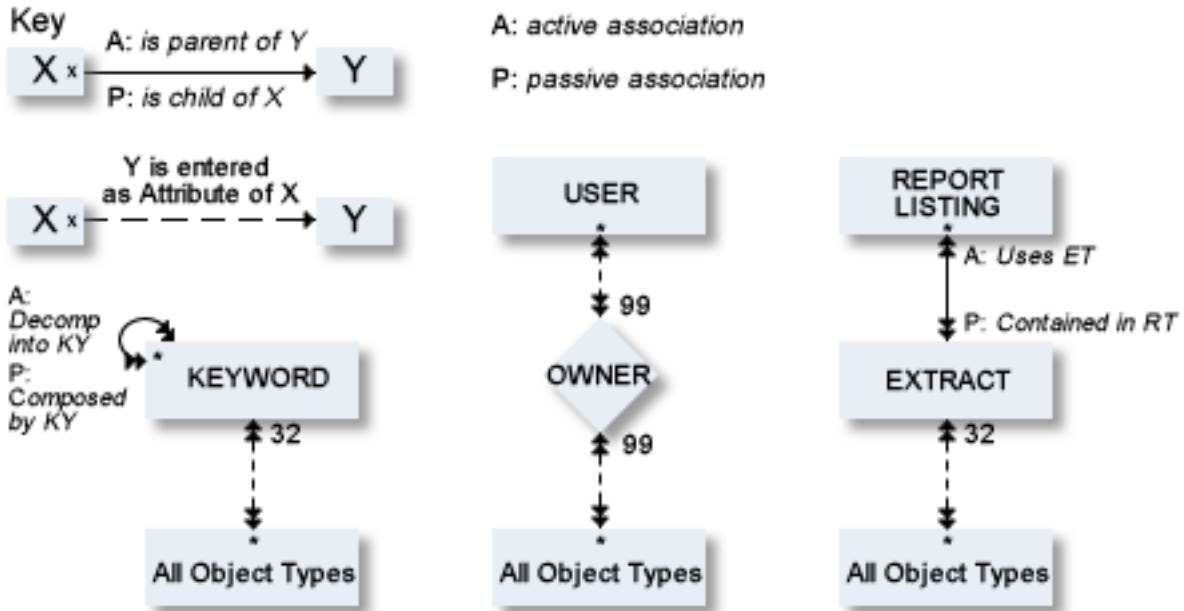 Key
X x
A: is parent of Y
P: is child of X
Y
A: active association
P: passive association
Y is entered
as Attribute of X
X x
Y
A:
Decomp
into KY
P:
Composed
by KY
*
KEYWORD
32
*
All Object Types
USER
*
99
OWNER
99
*
All Object Types
REPORT
LISTING
*
A: Uses ET
P: Contained in RT
EXTRACT
32
*
All Object Types